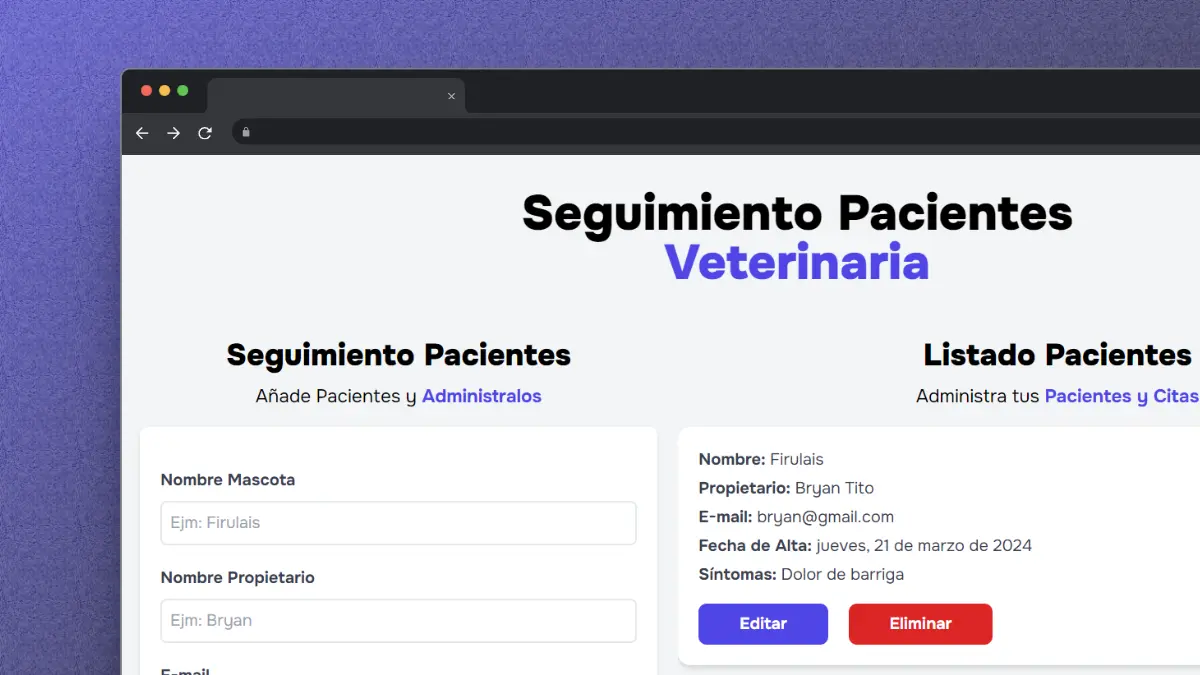 Seguimiento Pacientes
Veterinaria
Seguimiento Pacientes
Añade Pacientes y Administralos
Nombre Mascota
Ejm: Firulais
Nombre Propietario
Ejm: Bryan
E-mail
Listado Pacientes
Administra tus Pacientes y Citas
Nombre: Firulais
Propietario: Bryan Tito
E-mail: bryan@gmail.com
Fecha de Alta: jueves, 21 de marzo de 2024
Síntomas: Dolor de barriga
Editar
Eliminar